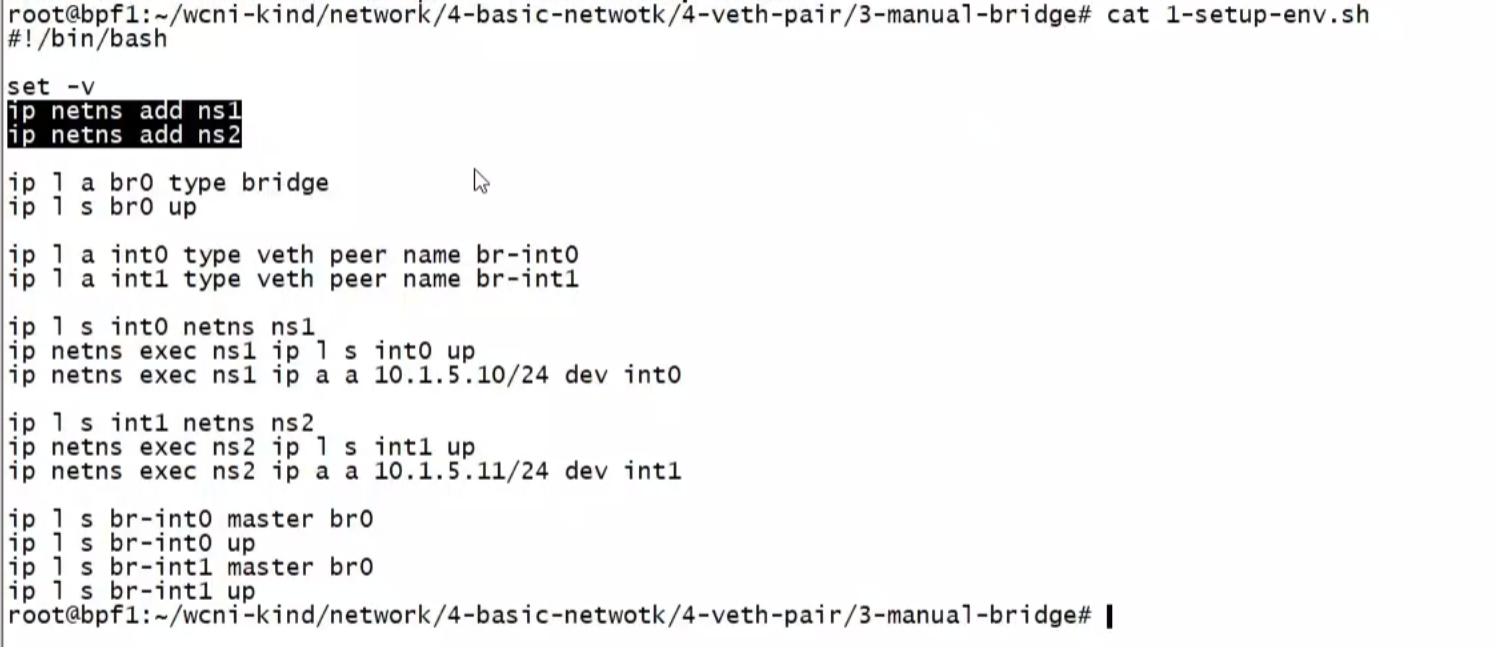 root@bpf1:~/wcni-kind/network/4-basic-netwotk/4-veth-pair/3-manual-bridge# cat 1-setup-env.sh
#!/bin/bash
set -v
ip netns add ns1
ip netns add ns2
ip l a br0 type bridge
ip l s br0 up
ip l a int0 type veth peer name br-int0
ip l a int1 type veth peer name br-int1
ip l s int0 netns ns1
ip netns exec ns1 ip l s int0 up
ip netns exec ns1 ip a a 10.1.5.10/24 dev int0
ip l s int1 netns ns2
ip netns exec ns2 ip l s int1 up
ip netns exec ns2 ip a a 10.1.5.11/24 dev int1
ip l s br-int0 master br0
ip l s br-int0 up
ip l s br-int1 master br0
ip l s br-int1 up
root@bpf1:~/wcni-kind/network/4-basic-netwotk/4-veth-pair/3-manual-bridge#